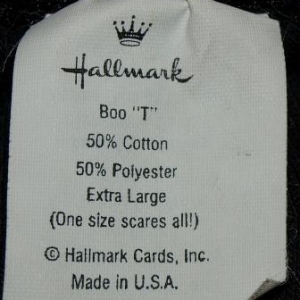 Hallmark
Boo "T"
50% Cotton
50% Polyester
Extra Large
(One size scares all!)
© Hallmark Cards, Inc.
Made in U.S.A.